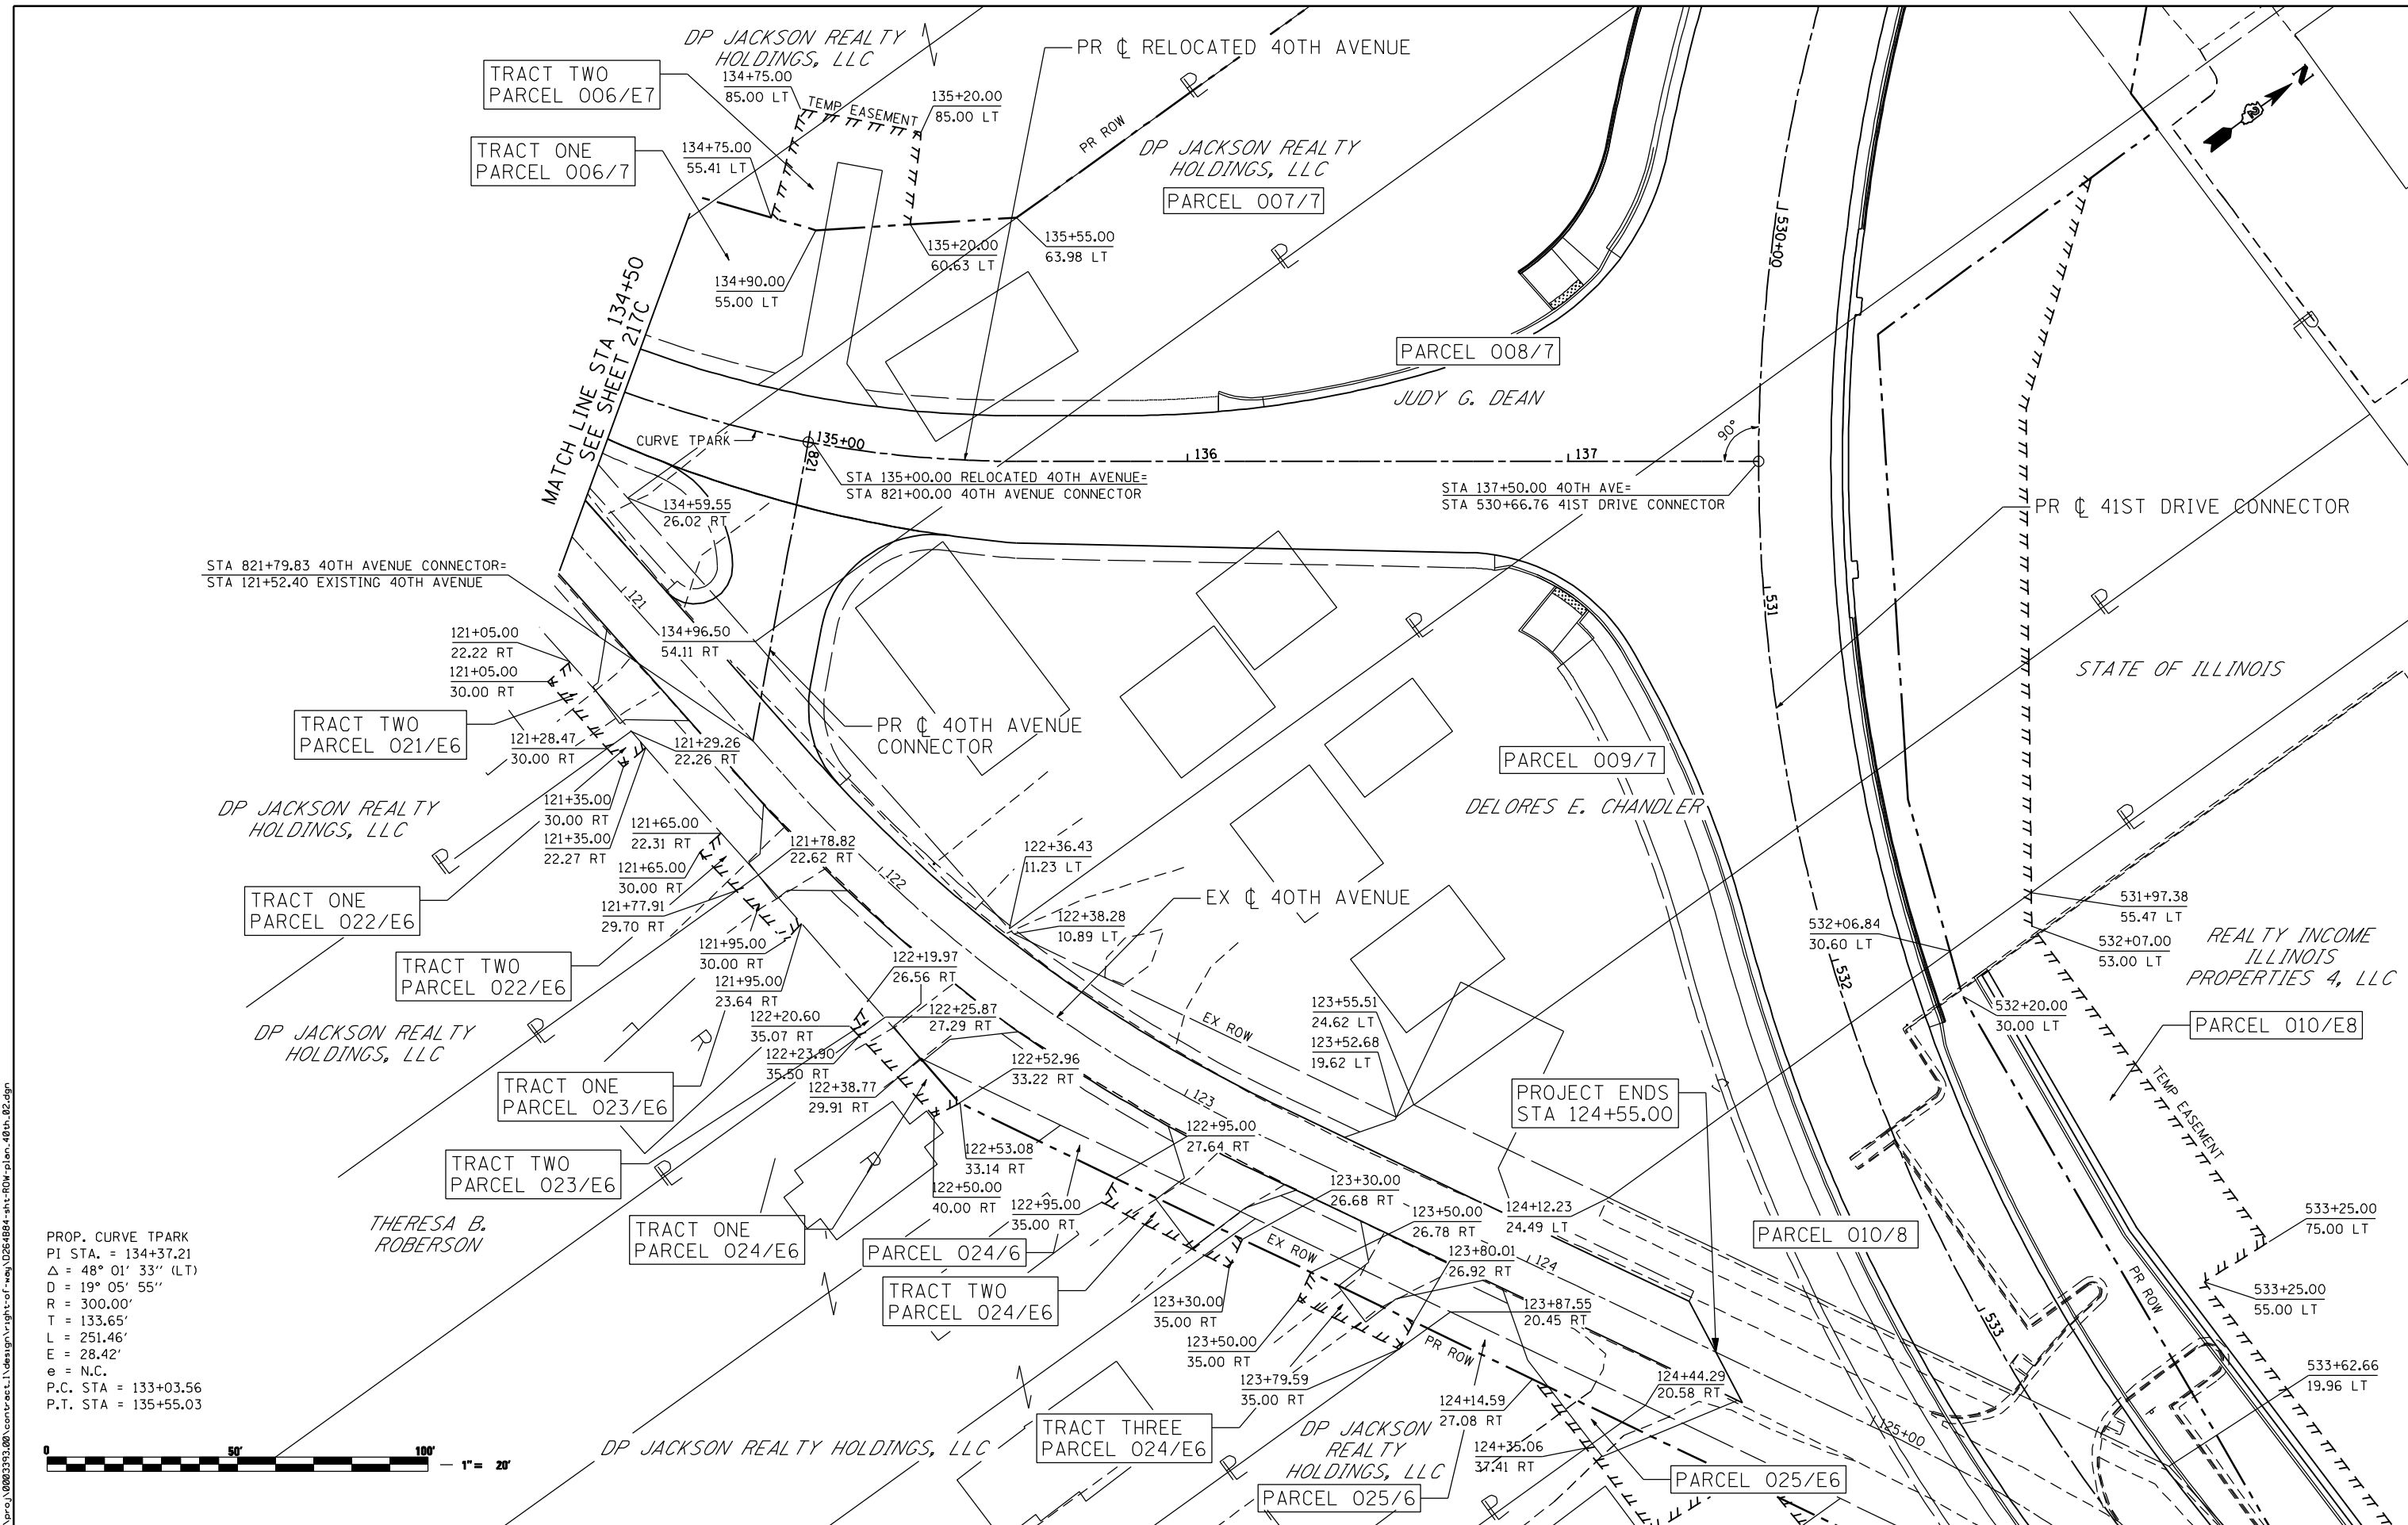 DP JACKSON REALTY
HOLDINGS, LLC
PR ℄ RELOCATED 40TH AVENUE
TRACT TWO
PARCEL 006/E7
134+75.00
85.00 LT
TEMP EASEMENT
135+20.00
85.00 LT
PR ROW
N
2
TRACT ONE
PARCEL 006/7
134+75.00
55.41 LT
DP JACKSON REALTY
HOLDINGS, LLC
PARCEL 007/7
134+90.00
55.00 LT
135+20.00
60.63 LT
135+55.00
63.98 LT
530+00
MATCH LINE STA 134+50
SEE SHEET 217C
PARCEL 008/7
JUDY G. DEAN
CURVE TPARK
135+00
821
136
137
90°
STA 135+00.00 RELOCATED 40TH AVENUE=
STA 821+00.00 40TH AVENUE CONNECTOR
STA 137+50.00 40TH AVE=
STA 530+66.76 41ST DRIVE CONNECTOR
134+59.55
26.02 RT
PR ℄ 41ST DRIVE CONNECTOR
STA 821+79.83 40TH AVENUE CONNECTOR=
STA 121+52.40 EXISTING 40TH AVENUE
121
531
121+05.00
22.22 RT
134+96.50
54.11 RT
121+05.00
30.00 RT
STATE OF ILLINOIS
TRACT TWO
PARCEL 021/E6
121+28.47
30.00 RT
121+29.26
22.26 RT
PR ℄ 40TH AVENUE
CONNECTOR
PARCEL 009/7
DELORES E. CHANDLER
DP JACKSON REALTY
HOLDINGS, LLC
121+35.00
30.00 RT
121+35.00
22.27 RT
121+65.00
22.31 RT
121+65.00
30.00 RT
121+78.82
22.62 RT
122
122+36.43
11.23 LT
TRACT ONE
PARCEL 022/E6
121+77.91
29.70 RT
EX ℄ 40TH AVENUE
122+38.28
10.89 LT
532+06.84
30.60 LT
531+97.38
55.47 LT
532+07.00
53.00 LT
REALTY INCOME
ILLINOIS
PROPERTIES 4, LLC
121+95.00
30.00 RT
TRACT TWO
PARCEL 022/E6
121+95.00
23.64 RT
122+19.97
26.56 RT
532
532+20.00
30.00 LT
DP JACKSON REALTY
HOLDINGS, LLC
122+20.60
35.07 RT
122+25.87
27.29 RT
EX ROW
123+55.51
24.62 LT
123+52.68
19.62 LT
PARCEL 010/E8
122+23.90
35.50 RT
122+52.96
33.22 RT
TEMP EASEMENT
TRACT ONE
PARCEL 023/E6
122+38.77
29.91 RT
123
PROJECT ENDS
STA 124+55.00
122+95.00
27.64 RT
TRACT TWO
PARCEL 023/E6
122+53.08
33.14 RT
122+50.00
40.00 RT
122+95.00
35.00 RT
123+30.00
26.68 RT
123+50.00
26.78 RT
124+12.23
24.49 LT
533+25.00
75.00 LT
THERESA B.
ROBERSON
TRACT ONE
PARCEL 024/E6
PARCEL 024/6
EX ROW
123+80.01
26.92 RT
124
PARCEL 010/8
PR ROW
533+25.00
55.00 LT
PROP. CURVE TPARK
PI STA. = 134+37.21
Δ = 48° 01' 33'' (LT)
D = 19° 05' 55''
R = 300.00'
T = 133.65'
L = 251.46'
E = 28.42'
e = N.C.
P.C. STA = 133+03.56
P.T. STA = 135+55.03
TRACT TWO
PARCEL 024/E6
123+30.00
35.00 RT
123+50.00
35.00 RT
123+87.55
20.45 RT
PR ROW
533
123+79.59
35.00 RT
124+14.59
27.08 RT
124+44.29
20.58 RT
533+62.66
19.96 LT
TRACT THREE
PARCEL 024/E6
DP JACKSON
REALTY
HOLDINGS, LLC
124+35.06
37.41 RT
125+00
DP JACKSON REALTY HOLDINGS, LLC
PARCEL 025/6
PARCEL 025/E6
0 50' 100'
1" = 20'